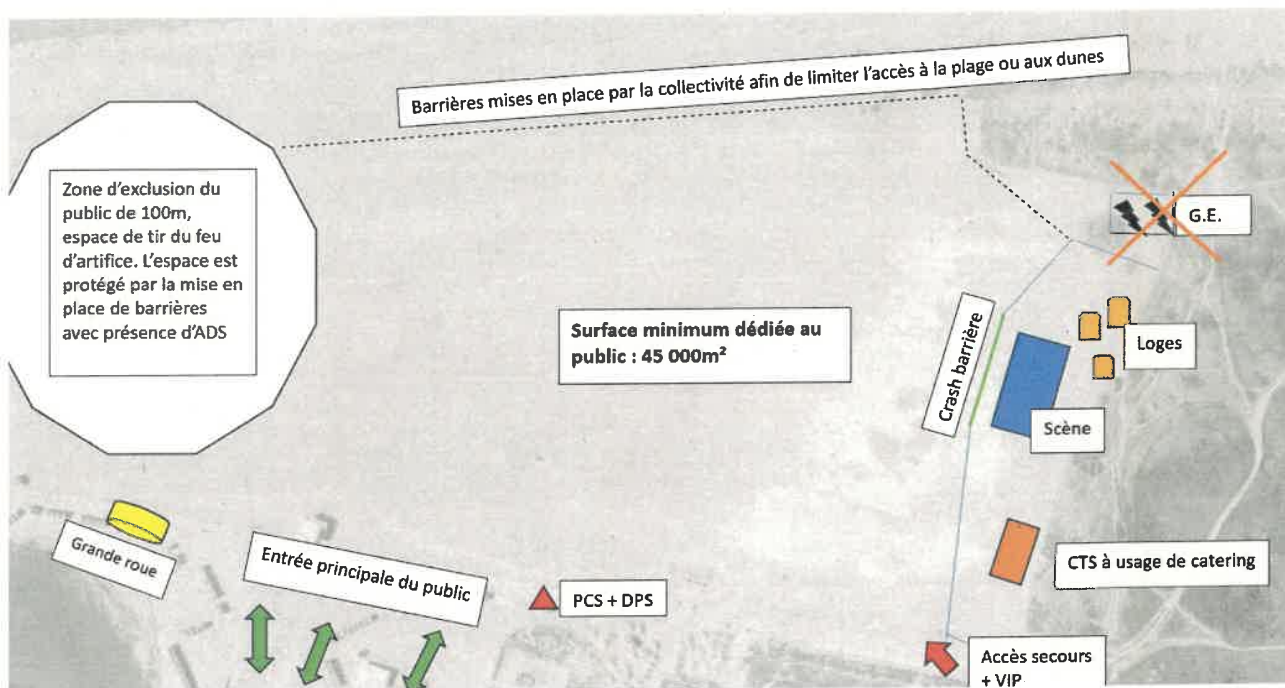 Barrières mises en place par la collectivité afin de limiter l'accès à la plage ou aux dunes
Zone d'exclusion du
public de 100m,
espace de tir du feu
d'artifice. L'espace est
protégé par la mise en
place de barrières
avec présence d'ADS
G.E.
Surface minimum dédiée au
public : 45 000m²
Crash barrière
Loges
Scène
Grande roue
Entrée principale du public
PCS + DPS
CTS à usage de catering
Accès secours
+ VIP